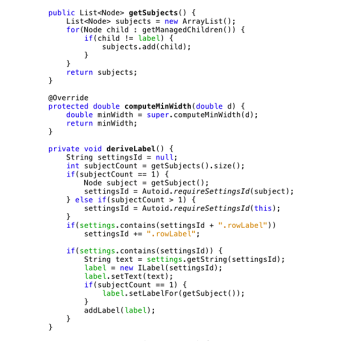 public List<Node> getSubjects() {
List<Node> subjects = new ArrayList();
for(Node child : getManagedChildren()) {
if(child != label) {
subjects.add(child);
}
}
return subjects;
}
@Override
protected double computeMinWidth(double d) {
double minWidth = super.computeMinWidth(d);
return minWidth;
}
private void deriveLabel() {
String settingsId = null;
int subjectCount = getSubjects().size();
if(subjectCount == 1) {
Node subject = getSubject();
settingsId = Autoid.requireSettingsId(subject);
} else if(subjectCount > 1) {
settingsId = Autoid.requireSettingsId(this);
}
if(settings.contains(settingsId + ".rowLabel"))
settingsId += ".rowLabel";
if(settings.contains(settingsId)) {
String text = settings.getString(settingsId);
label = new ILabel(settingsId);
label.setText(text);
if(subjectCount == 1) {
label.setLabelFor(getSubject());
}
addLabel(label);
}
}